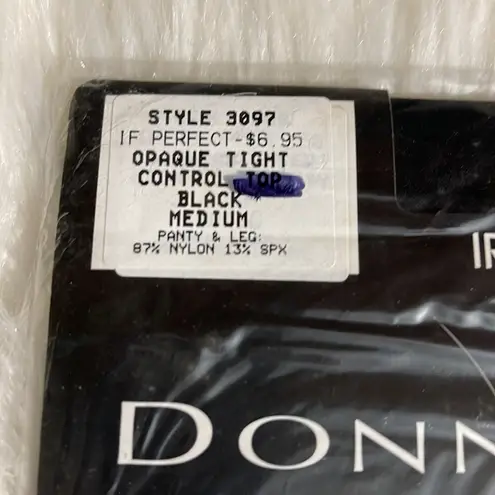 STYLE 3097
IF PERFECT-$6.95
OPAQUE TIGHT
CONTROL TOP
BLACK
MEDIUM
PANTY & LEG:
87% NYLON 13% SPX
DONN